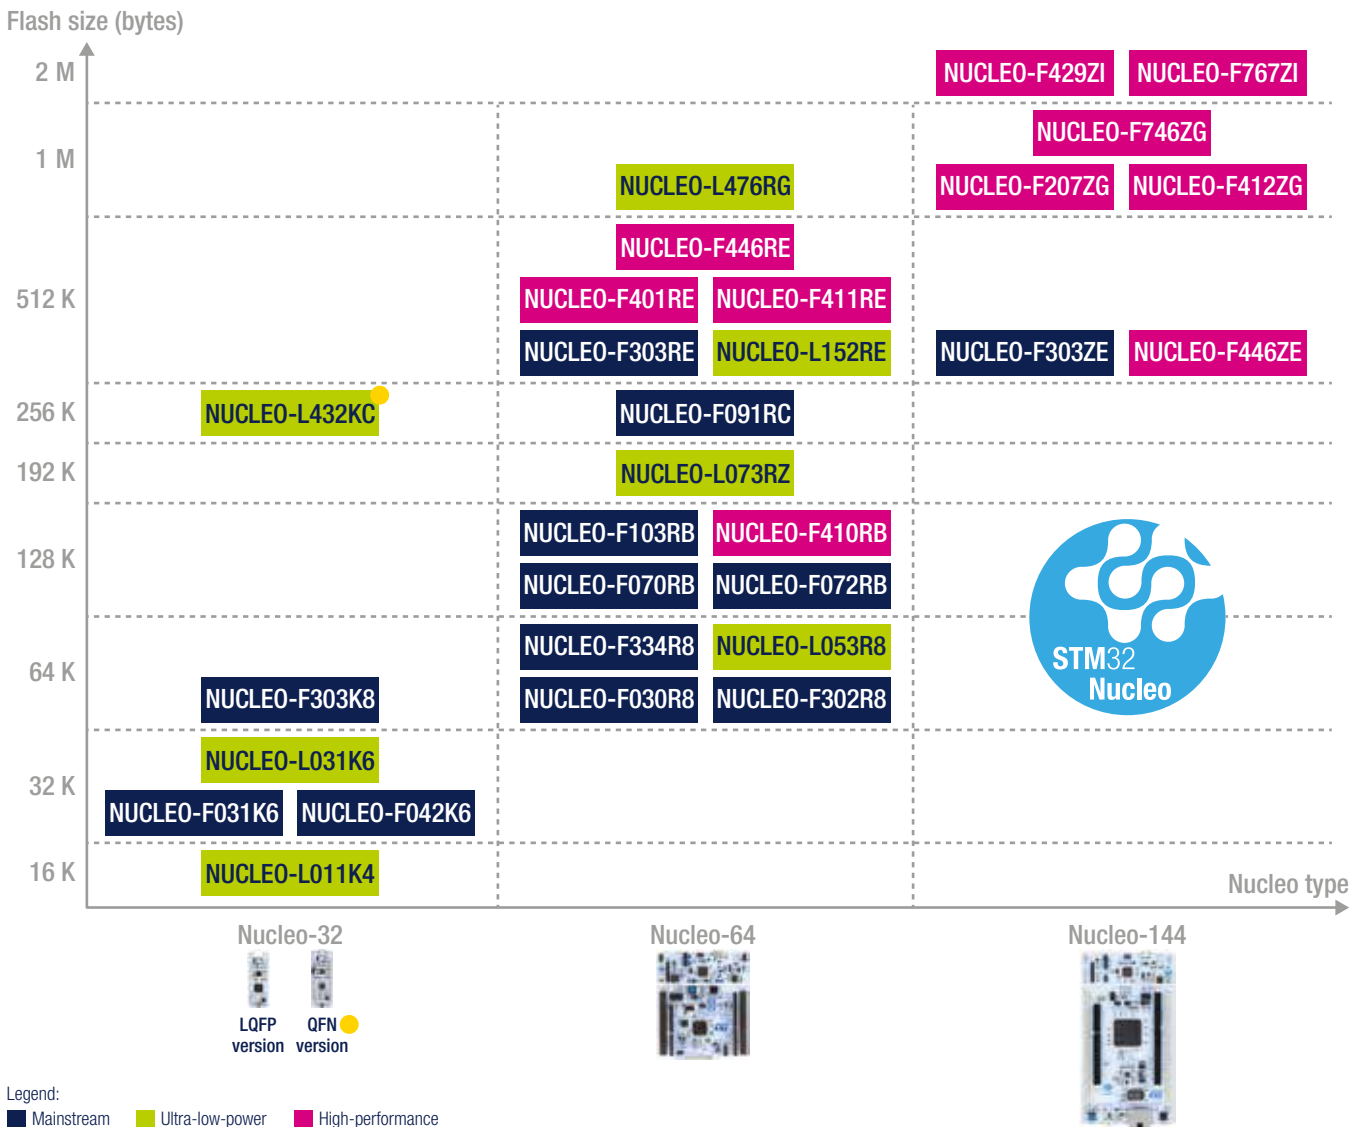 Flash size (bytes)
2 M
NUCLEO-F429ZI NUCLEO-F767ZI
1 M
NUCLEO-F746ZG
NUCLEO-L476RG NUCLEO-F207ZG NUCLEO-F412ZG
512 K
NUCLEO-F446RE
NUCLEO-F401RE NUCLEO-F411RE
NUCLEO-F303RE NUCLEO-L152RE NUCLEO-F303ZE NUCLEO-F446ZE
256 K
NUCLEO-L432KC NUCLEO-F091RC
192 K
NUCLEO-L073RZ
128 K
NUCLEO-F103RB NUCLEO-F410RB
NUCLEO-F070RB NUCLEO-F072RB
64 K
NUCLEO-F334R8 NUCLEO-L053R8
NUCLEO-F303K8 NUCLEO-F030R8 NUCLEO-F302R8
STM32
Nucleo
32 K
NUCLEO-L031K6
NUCLEO-F031K6 NUCLEO-F042K6
16 K
NUCLEO-L011K4
Nucleo type
Nucleo-32 Nucleo-64 Nucleo-144
LQFP version
QFN version
Legend:
Mainstream Ultra-low-power High-performance